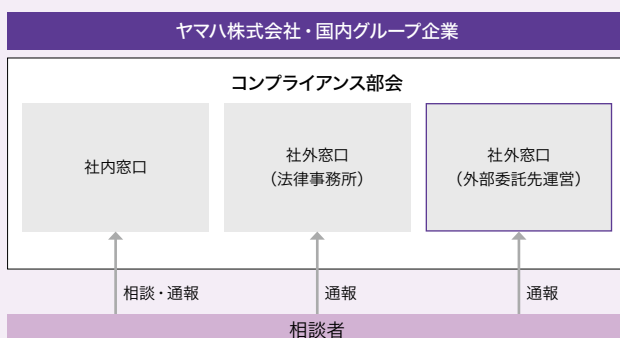 ヤマハ株式会社・国内グループ企業
コンプライアンス部会
社内窓口
社外窓口
（法律事務所）
社外窓口
（外部委託先運営）
相談・通報
通報
通報
相談者